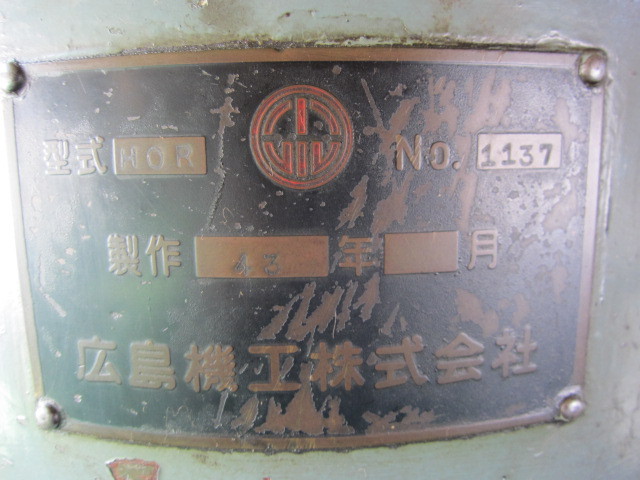 型式 HOR No. 1137
製作 43 年 月
広島機工株式会社